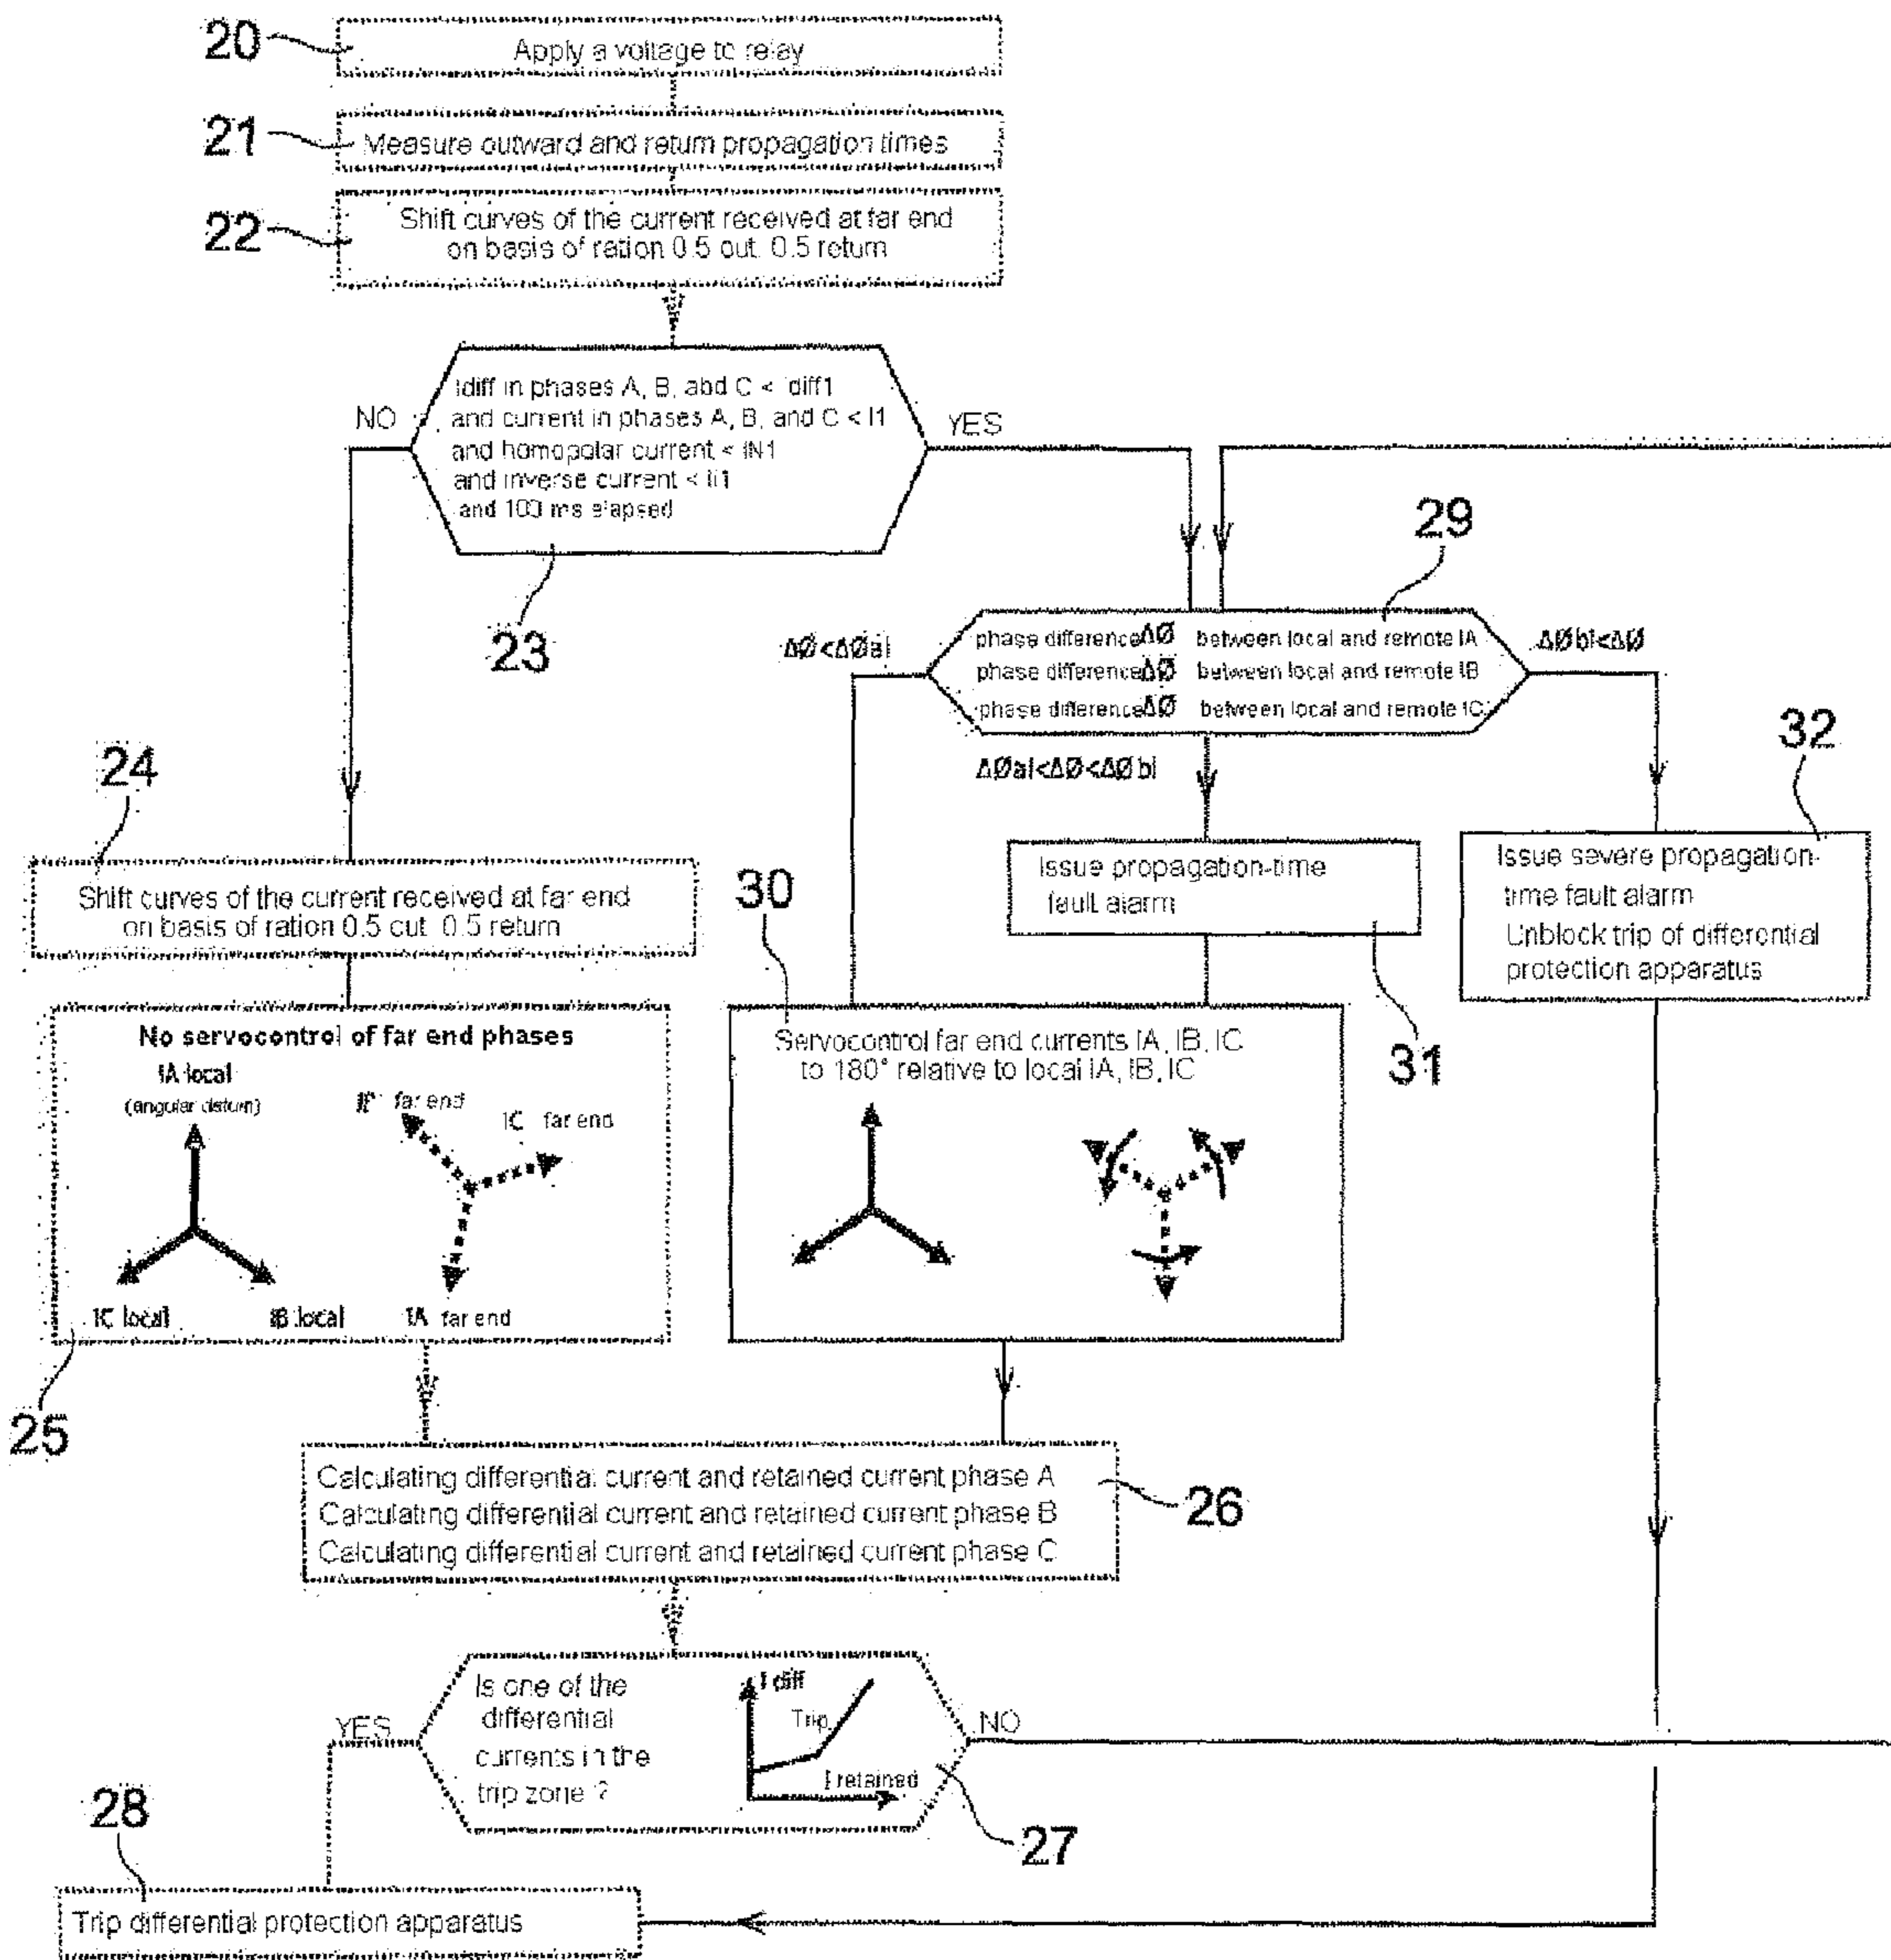 20
Apply a voltage to relay
21
Measure outward and return propagation times
22
Shift curves of the current received at far end
on basis of ration 0.5 out. 0.5 return
Idiff in phases A, B, abd C < Idiff1
and current in phases A, B, and C < I1
and homopolar current < IN1
and inverse current < Ii1
and 100 ms elapsed
NO
YES
23
29
phase difference ΔØ between local and remote IA
phase difference ΔØ between local and remote IB
phase difference ΔØ between local and remote IC
ΔØ<ΔØal
ΔØbl<ΔØ
ΔØal<ΔØ<ΔØbl
32
24
Shift curves of the current received at far end
on basis of ration 0.5 out. 0.5 return
30
Issue propagation-time
fault alarm
31
Issue severe propagation-
time fault alarm
Unblock trip of differential
protection apparatus
No servocontrol of far end phases
IA local
(angular datum)
far end
IC far end
IC local
IB local
IA far end
25
Servocontrol far end currents IA, IB, IC
to 180° relative to local IA, IB, IC
Calculating differential current and retained current phase A
Calculating differential current and retained current phase B
Calculating differential current and retained current phase C
26
Is one of the
differential
currents in the
trip zone ?
I diff
Trip
I retained
YES
NO
27
28
Trip differential protection apparatus